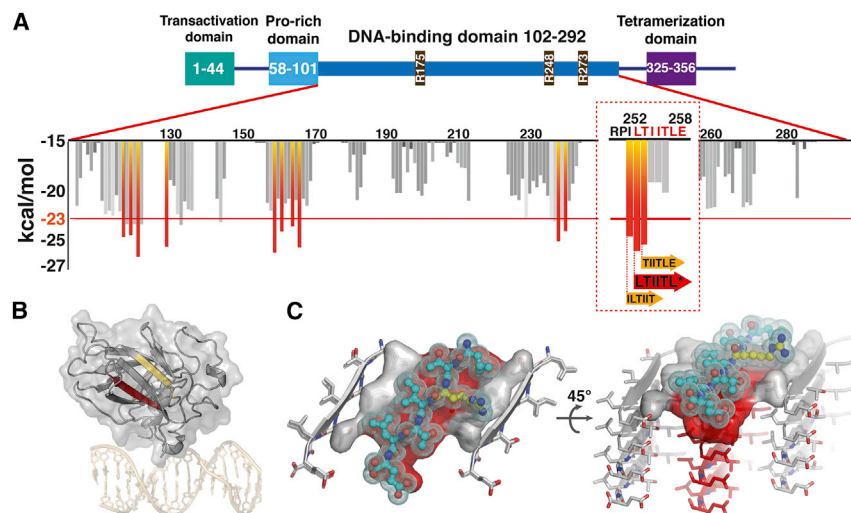 A
Transactivation domain
Pro-rich domain
DNA-binding domain 102-292
Tetramerization domain
1-44
58-101
R175
R248
R273
325-356
252 258
RPI LTIITLE
-15
130
150
170
190
210
230
260
280
kcal/mol
-20
-23
-25
-27
TIITLE
LTIITL*
ILTIIT
B
C
45°